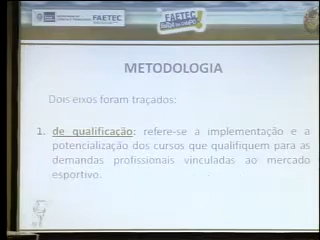 FAETEC
FAETEC
METODOLOGIA
Dois eixos foram traçados:
1. de qualificação: refere-se a implementação e a
potencialização dos cursos que qualifiquem para as
demandas profissionais vinculadas ao mercado
esportivo.